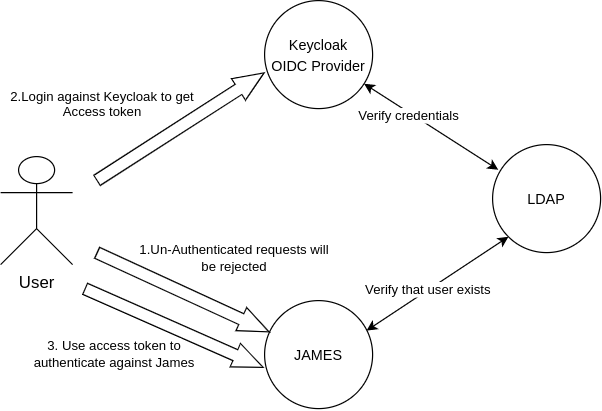 Keycloak
OIDC Provider
2.Login against Keycloak to get
Access token
Verify credentials
LDAP
User
1.Un-Authenticated requests will
be rejected
Verify that user exists
3. Use access token to
authenticate against James
JAMES